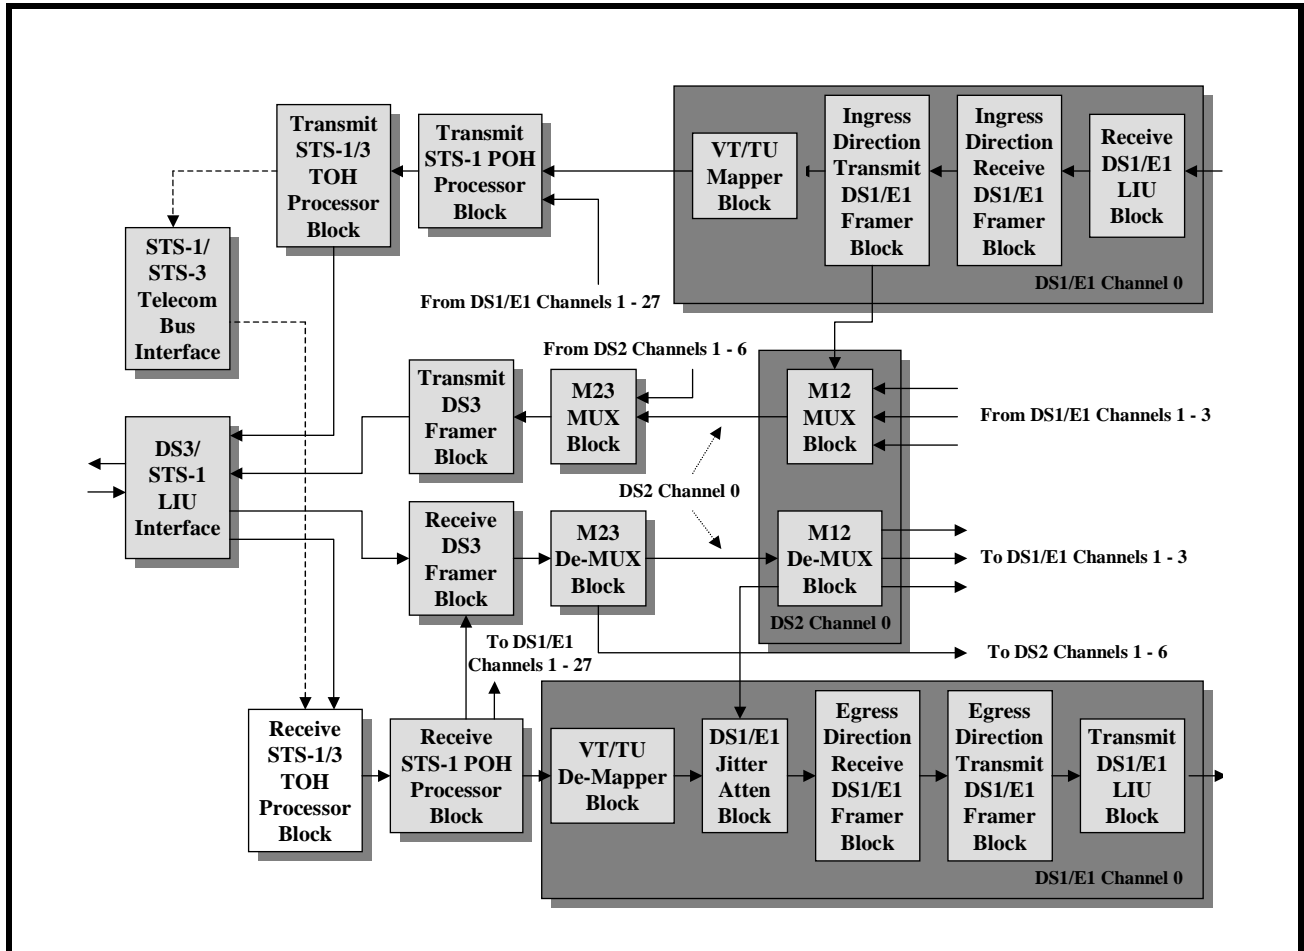 Transmit
STS-1/3
TOH
Processor
Block
Transmit
STS-1 POH
Processor
Block
VT/TU
Mapper
Block
Ingress
Direction
Transmit
DS1/E1
Framer
Block
Ingress
Direction
Receive
DS1/E1
Framer
Block
Receive
DS1/E1
LIU
Block
DS1/E1 Channel 0
STS-1/
STS-3
Telecom
Bus
Interface
From DS1/E1 Channels 1 - 27
From DS2 Channels 1 - 6
Transmit
DS3
Framer
Block
M23
MUX
Block
M12
MUX
Block
From DS1/E1 Channels 1 - 3
DS3/
STS-1
LIU
Interface
DS2 Channel 0
Receive
DS3
Framer
Block
M23
De-MUX
Block
M12
De-MUX
Block
To DS1/E1 Channels 1 - 3
DS2 Channel 0
To DS1/E1
Channels 1 - 27
To DS2 Channels 1 - 6
Receive
STS-1/3
TOH
Processor
Block
Receive
STS-1 POH
Processor
Block
VT/TU
De-Mapper
Block
DS1/E1
Jitter
Atten
Block
Egress
Direction
Receive
DS1/E1
Framer
Block
Egress
Direction
Transmit
DS1/E1
Framer
Block
Transmit
DS1/E1
LIU
Block
DS1/E1 Channel 0